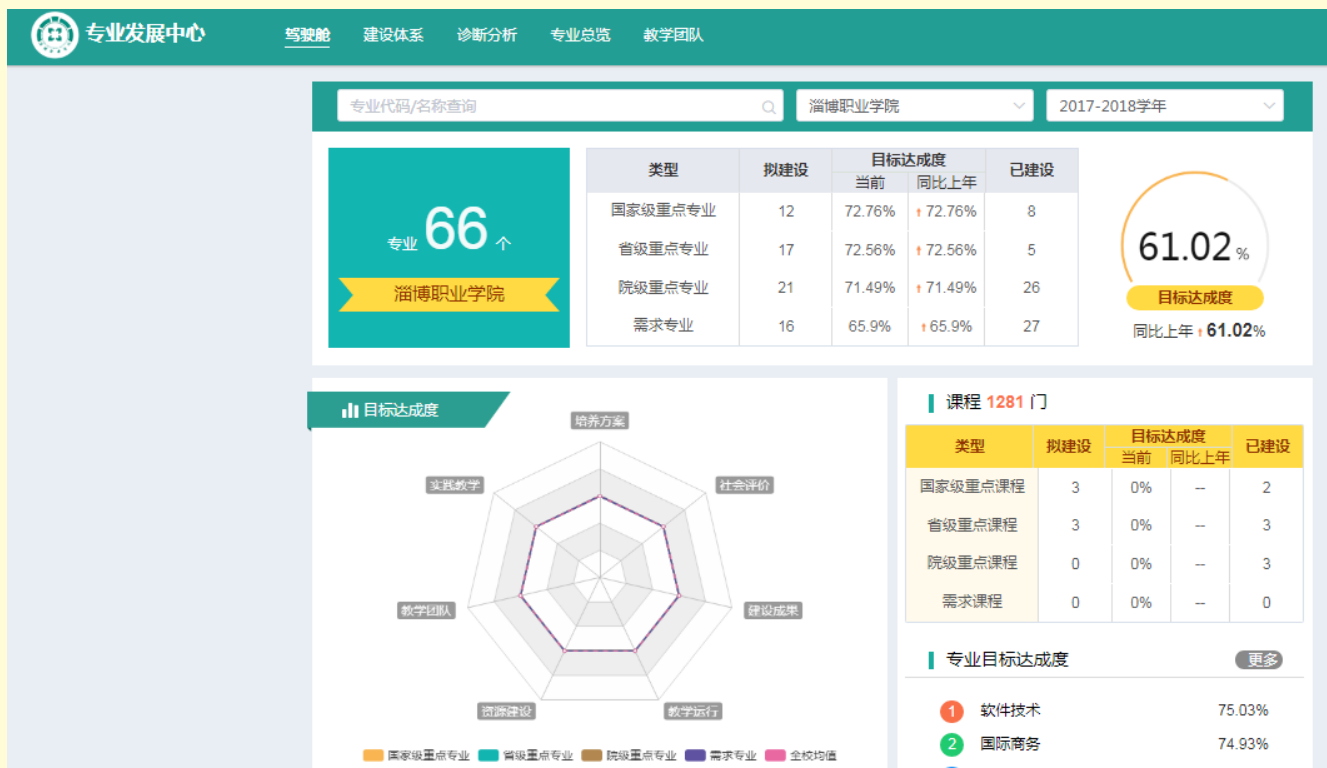 专业发展中心 驾驶舱 建设体系 诊断分析 专业总览 教学团队
专业代码/名称查询 淄博职业学院 2017-2018学年
专业 66 个
淄博职业学院
类型 拟建设 目标达成度 已建设
当前 同比上年
国家级重点专业 12 72.76% ↑72.76% 8
省级重点专业 17 72.56% ↑72.56% 5
院级重点专业 21 71.49% ↑71.49% 26
需求专业 16 65.9% ↑65.9% 27
61.02%
目标达成度
同比上年↑61.02%
目标达成度
培养方案
社会评价
建设成果
教学运行
资源建设
教学团队
实践教学
国家级重点专业 省级重点专业 院级重点专业 需求专业 全校均值
课程 1281 门
类型 拟建设 目标达成度 已建设
当前 同比上年
国家级重点课程 3 0% -- 2
省级重点课程 3 0% -- 3
院级重点课程 0 0% -- 3
需求课程 0 0% -- 0
专业目标达成度 更多
1 软件技术 75.03%
2 国际商务 74.93%